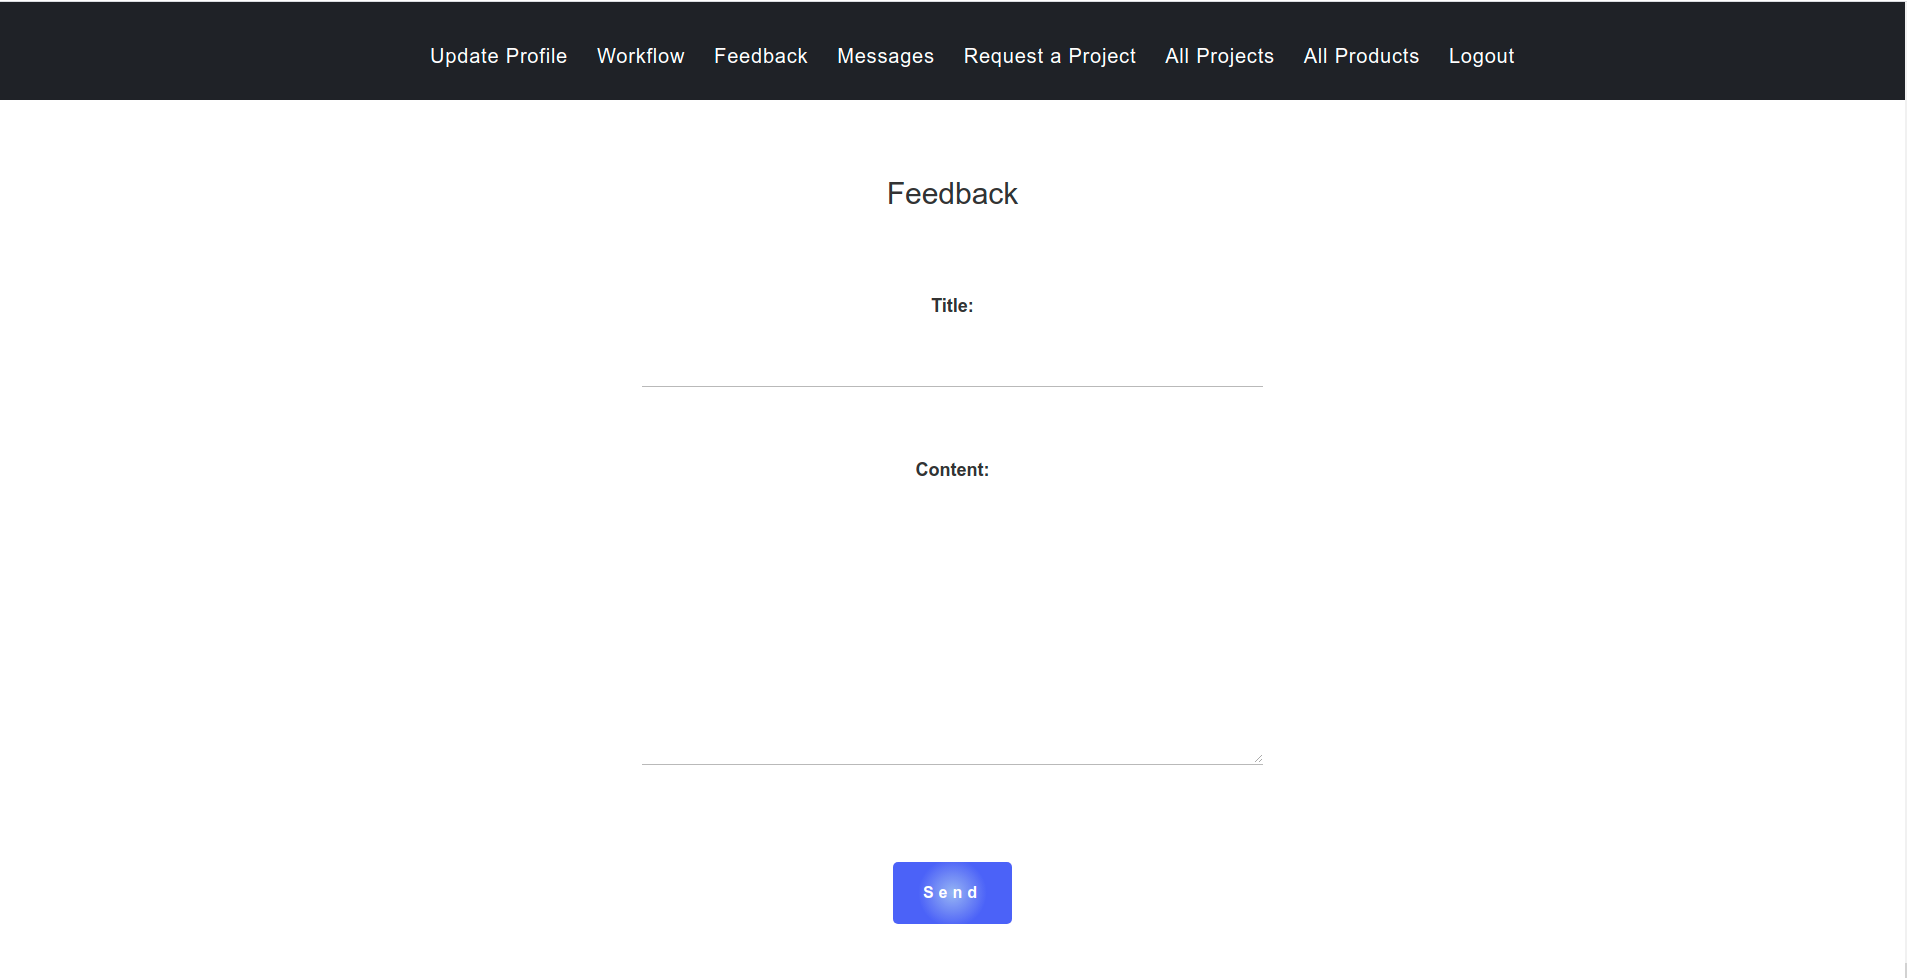 Update Profile Workflow Feedback Messages Request a Project All Projects All Products Logout
Feedback
Title:
Content:
Send